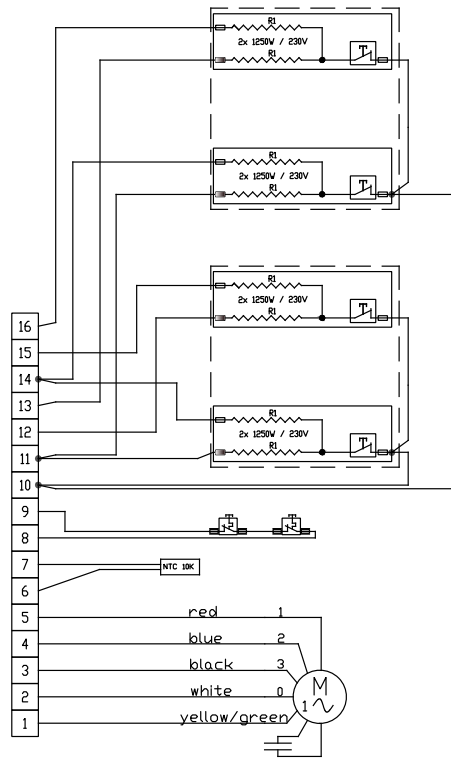 R1
2x 1250W / 230V
R1
R1
2x 1250W / 230V
R1
R1
2x 1250W / 230V
R1
R1
2x 1250W / 230V
R1
16
15
14
13
12
11
10
9
8
7
NTC 10K
6
5 red 1
4 blue 2
3 black 3
2 white 0
1 yellow/green
M
1